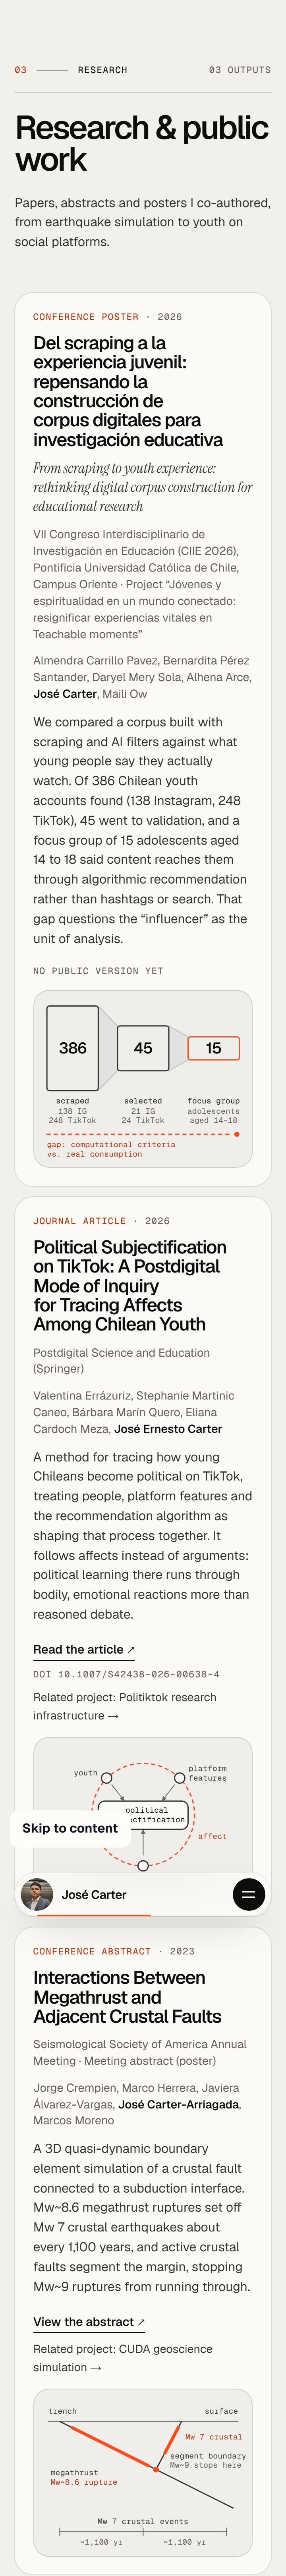 03 RESEARCH 03 OUTPUTS
Research & public
work
Papers, abstracts and posters I co-authored,
from earthquake simulation to youth on
social platforms.
CONFERENCE POSTER · 2026
Del scraping a la
experiencia juvenil:
repensando la
construcción de
corpus digitales para
investigación educativa
From scraping to youth experience:
rethinking digital corpus construction for
educational research
VII Congreso Interdisciplinario de
Investigación en Educación (CIIE 2026),
Pontificia Universidad Católica de Chile,
Campus Oriente · Project “Jóvenes y
espiritualidad en un mundo conectado:
resignificar experiencias vitales en
Teachable moments”
Almendra Carrillo Pavez, Bernardita Pérez
Santander, Daryel Mery Sola, Alhena Arce,
José Carter, Maili Ow
We compared a corpus built with
scraping and AI filters against what
young people say they actually
watch. Of 386 Chilean youth
accounts found (138 Instagram, 248
TikTok), 45 went to validation, and a
focus group of 15 adolescents aged
14 to 18 said content reaches them
through algorithmic recommendation
rather than hashtags or search. That
gap questions the “influencer” as the
unit of analysis.
NO PUBLIC VERSION YET
386 45 15
scraped selected focus group
138 IG 21 IG adolescents
248 TikTok 24 TikTok aged 14-18
gap: computational criteria
vs. real consumption
JOURNAL ARTICLE · 2026
Political Subjectification
on TikTok: A Postdigital
Mode of Inquiry
for Tracing Affects
Among Chilean Youth
Postdigital Science and Education
(Springer)
Valentina Errázuriz, Stephanie Martinic
Caneo, Bárbara Marín Quero, Eliana
Cardoch Meza, José Ernesto Carter
A method for tracing how young
Chileans become political on TikTok,
treating people, platform features and
the recommendation algorithm as
shaping that process together. It
follows affects instead of arguments:
political learning there runs through
bodily, emotional reactions more than
reasoned debate.
Read the article ↗
DOI 10.1007/S42438-026-00638-4
Related project: Politiktok research
infrastructure →
youth platform
features
political
ectification
affect
Skip to content
José Carter
CONFERENCE ABSTRACT · 2023
Interactions Between
Megathrust and
Adjacent Crustal Faults
Seismological Society of America Annual
Meeting · Meeting abstract (poster)
Jorge Crempien, Marco Herrera, Javiera
Álvarez-Vargas, José Carter-Arriagada,
Marcos Moreno
A 3D quasi-dynamic boundary
element simulation of a crustal fault
connected to a subduction interface.
Mw~8.6 megathrust ruptures set off
Mw 7 crustal earthquakes about
every 1,100 years, and active crustal
faults segment the margin, stopping
Mw~9 ruptures from running through.
View the abstract ↗
Related project: CUDA geoscience
simulation →
trench surface
Mw 7 crustal
segment boundary
Mw~9 stops here
megathrust
Mw~8.6 rupture
Mw 7 crustal events
~1,100 yr ~1,100 yr